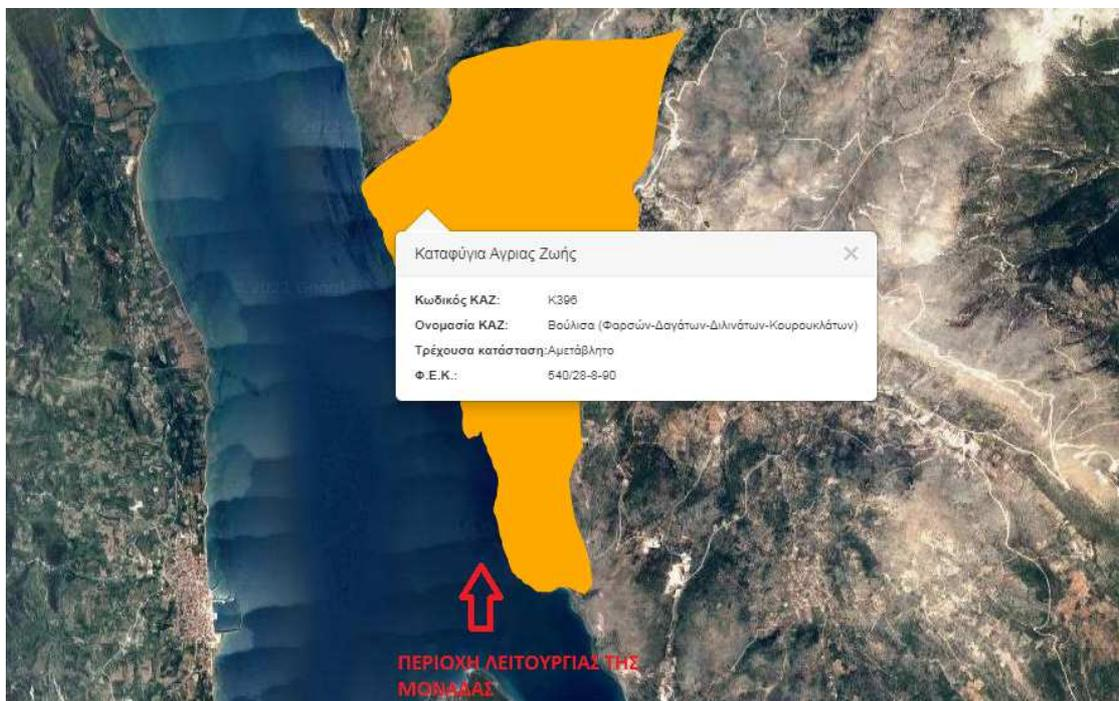 Καταφύγια Αγριας Ζωής
Κωδικός ΚΑΖ: K396
Ονομασία ΚΑΖ: Βούλισα (Φαρσών-Δαγάτων-Διλινάτων-Κουρουκλάτων)
Τρέχουσα κατάσταση:Αμετάβλητο
Φ.Ε.Κ.: 540/28-8-90
ΠΕΡΙΟΧΗ ΛΕΙΤΟΥΡΓΙΑΣ ΤΗΣ
ΜΟΝΑΔΑΣ